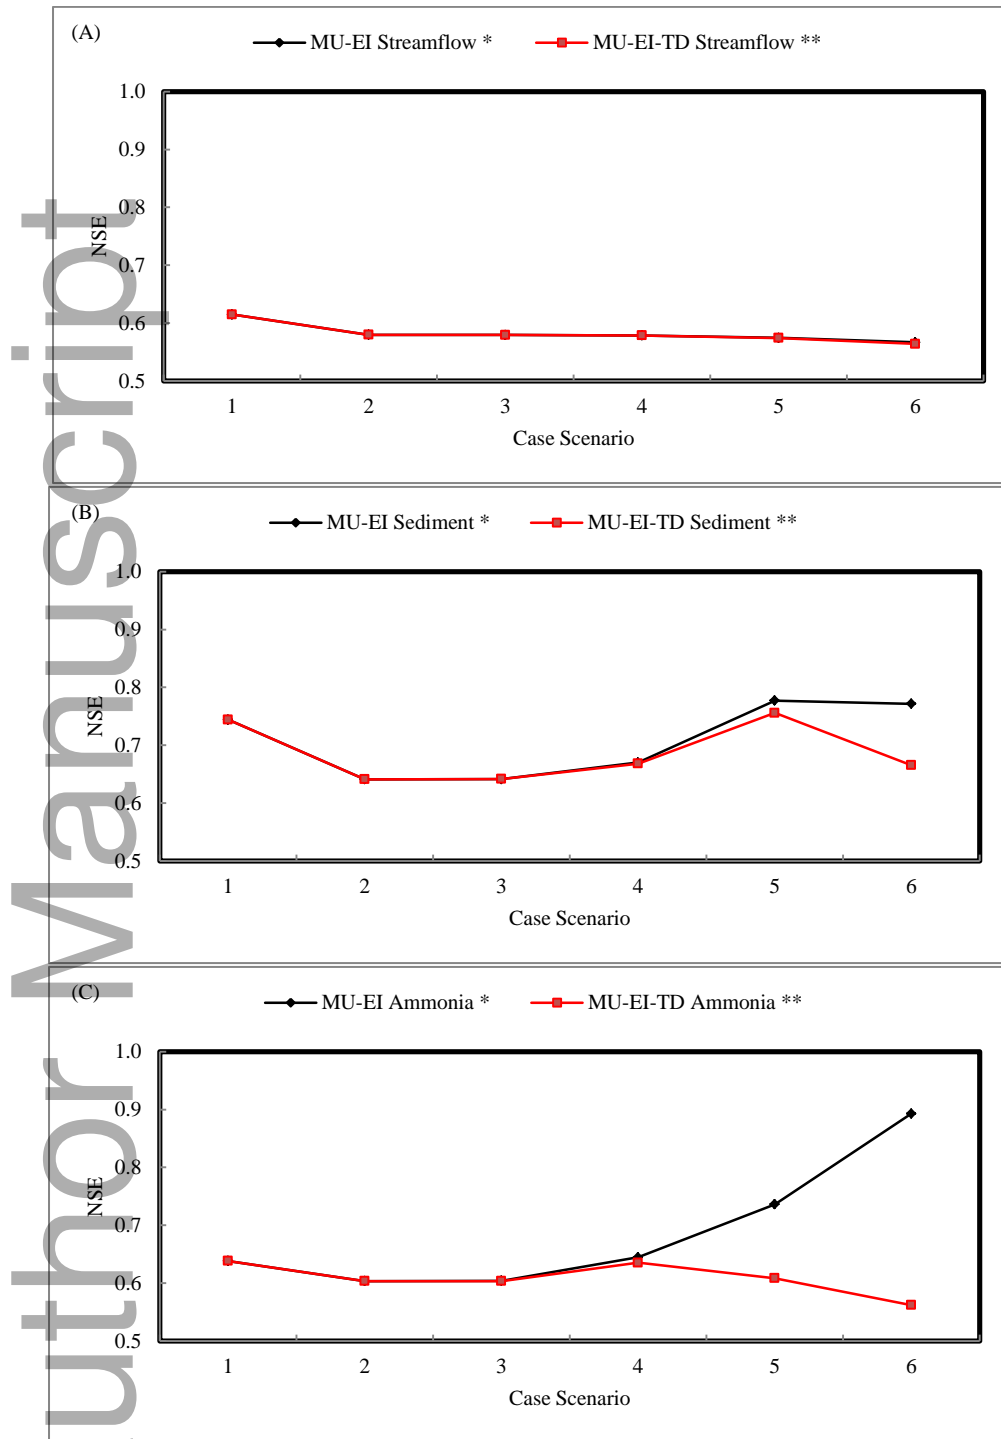 (A)
MU-EI Streamflow * MU-EI-TD Streamflow **
1.0
0.9
0.8
0.7
0.6
0.5
NSE
1 2 3 4 5 6
Case Scenario
(B)
MU-EI Sediment * MU-EI-TD Sediment **
1.0
0.9
0.8
0.7
0.6
0.5
NSE
1 2 3 4 5 6
Case Scenario
(C)
MU-EI Ammonia * MU-EI-TD Ammonia **
1.0
0.9
0.8
0.7
0.6
0.5
NSE
1 2 3 4 5 6
Case Scenario
uthor Manuscript